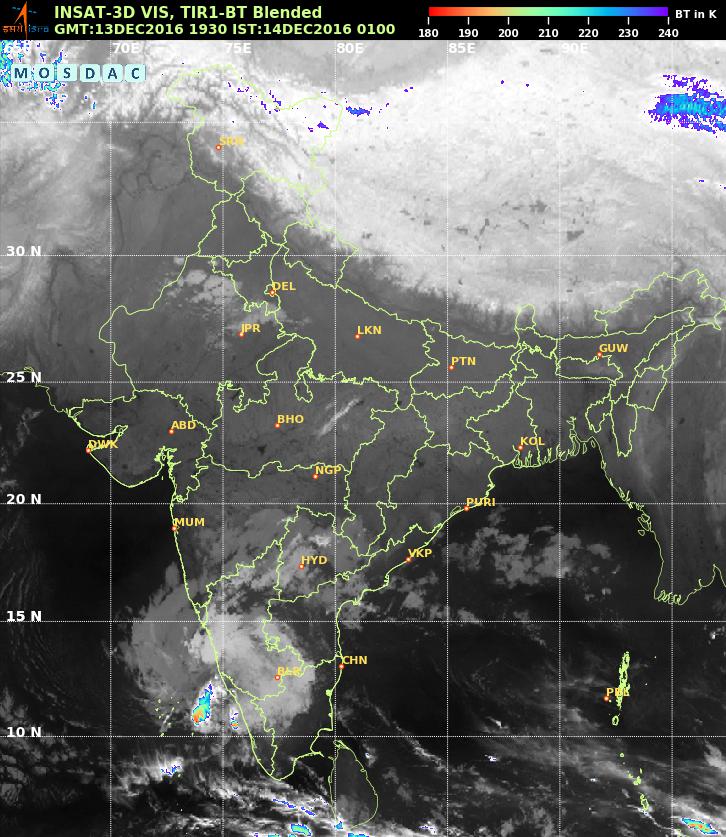 INSAT-3D VIS, TIR1-BT Blended
GMT:13DEC2016 1930 IST:14DEC2016 0100
BT in K
180 190 200 210 220 230 240
65E 70E 75E 80E 85E 90E
MOSDAC
SRN
30 N
DEL
JPR
LKN
GUW
PTN
25 N
ABD
BHO
DWK
KOL
NGP
20 N
PURI
MUM
VKP
HYD
15 N
CHN
BLR
PBL
10 N